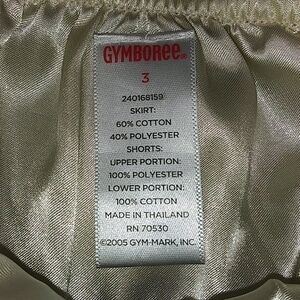 GYMBOREE
3
240168159
SKIRT:
60% COTTON
40% POLYESTER
SHORTS:
UPPER PORTION:
100% POLYESTER
LOWER PORTION:
100% COTTON
MADE IN THAILAND
RN 70530
©2005 GYM-MARK, INC.